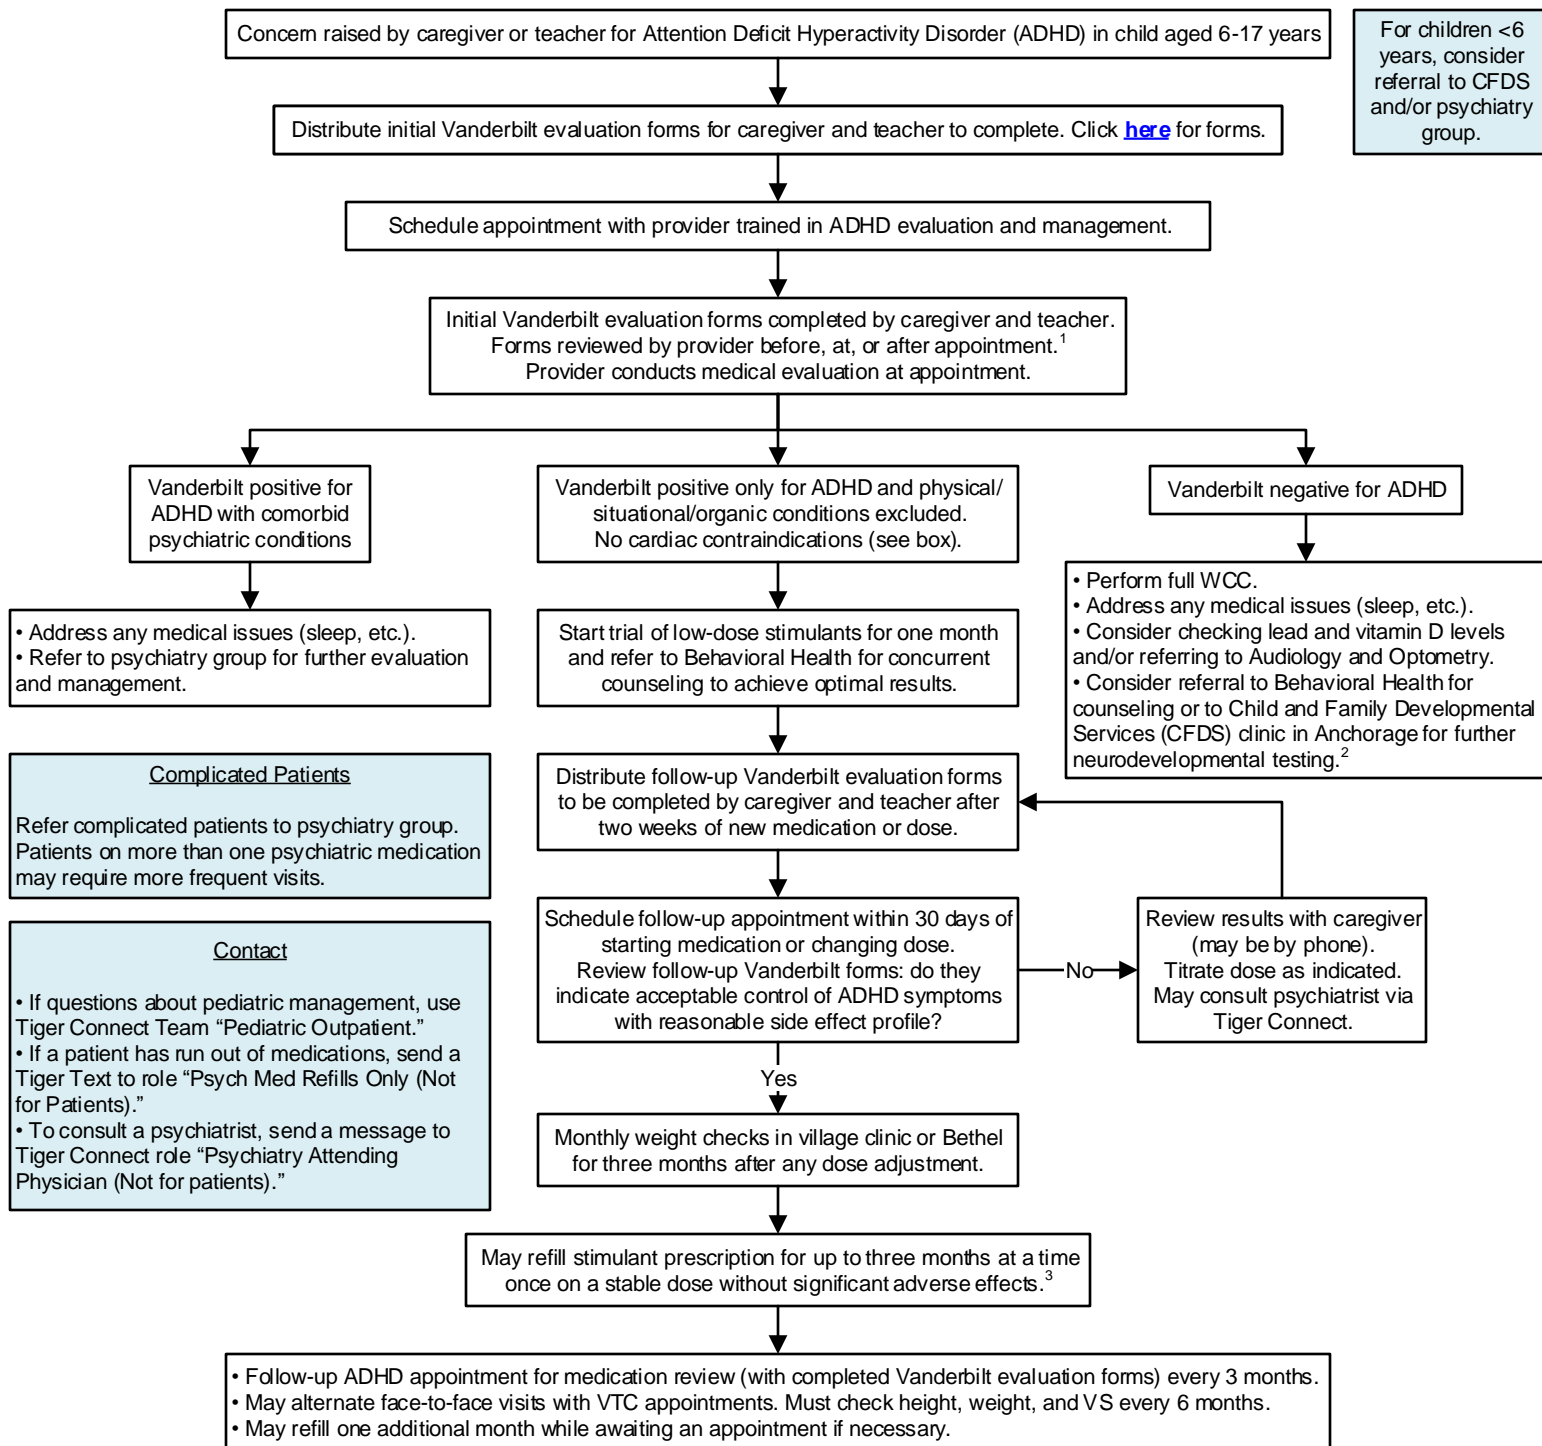 Concern raised by caregiver or teacher for Attention Deficit Hyperactivity Disorder (ADHD) in child aged 6-17 years
For children <6
years, consider
referral to CFDS
and/or psychiatry
group.
Distribute initial Vanderbilt evaluation forms for caregiver and teacher to complete. Click here for forms.
Schedule appointment with provider trained in ADHD evaluation and management.
Initial Vanderbilt evaluation forms completed by caregiver and teacher.
Forms reviewed by provider before, at, or after appointment.¹
Provider conducts medical evaluation at appointment.
Vanderbilt positive for
ADHD with comorbid
psychiatric conditions
Vanderbilt positive only for ADHD and physical/
situational/organic conditions excluded.
No cardiac contraindications (see box).
Vanderbilt negative for ADHD
• Address any medical issues (sleep, etc.).
• Refer to psychiatry group for further evaluation
and management.
Start trial of low-dose stimulants for one month
and refer to Behavioral Health for concurrent
counseling to achieve optimal results.
• Perform full WCC.
• Address any medical issues (sleep, etc.).
• Consider checking lead and vitamin D levels
and/or referring to Audiology and Optometry.
• Consider referral to Behavioral Health for
counseling or to Child and Family Developmental
Services (CFDS) clinic in Anchorage for further
neurodevelopmental testing.²
Complicated Patients
Refer complicated patients to psychiatry group.
Patients on more than one psychiatric medication
may require more frequent visits.
Distribute follow-up Vanderbilt evaluation forms
to be completed by caregiver and teacher after
two weeks of new medication or dose.
Contact
• If questions about pediatric management, use
Tiger Connect Team “Pediatric Outpatient.”
• If a patient has run out of medications, send a
Tiger Text to role “Psych Med Refills Only (Not
for Patients).”
• To consult a psychiatrist, send a message to
Tiger Connect role “Psychiatry Attending
Physician (Not for patients).”
Schedule follow-up appointment within 30 days of
starting medication or changing dose.
Review follow-up Vanderbilt forms: do they
indicate acceptable control of ADHD symptoms
with reasonable side effect profile?
No
Review results with caregiver
(may be by phone).
Titrate dose as indicated.
May consult psychiatrist via
Tiger Connect.
Yes
Monthly weight checks in village clinic or Bethel
for three months after any dose adjustment.
May refill stimulant prescription for up to three months at a time
once on a stable dose without significant adverse effects.³
• Follow-up ADHD appointment for medication review (with completed Vanderbilt evaluation forms) every 3 months.
• May alternate face-to-face visits with VTC appointments. Must check height, weight, and VS every 6 months.
• May refill one additional month while awaiting an appointment if necessary.